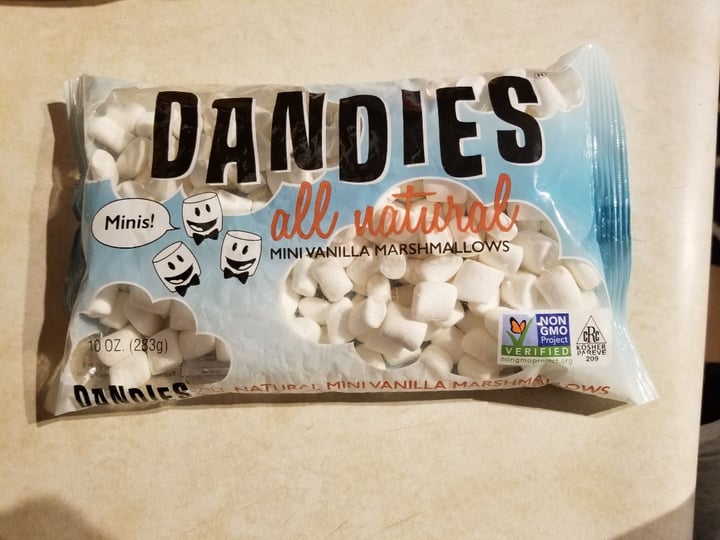 DANDIES
all natural
MINI VANILLA MARSHMALLOWS
Minis!
10 OZ. (283g)
NON
GMO
Project
VERIFIED
nongmoproject.org
cRc
KOSHER
PAREVE
209
DANDIES ALL NATURAL MINI VANILLA MARSHMALLOWS